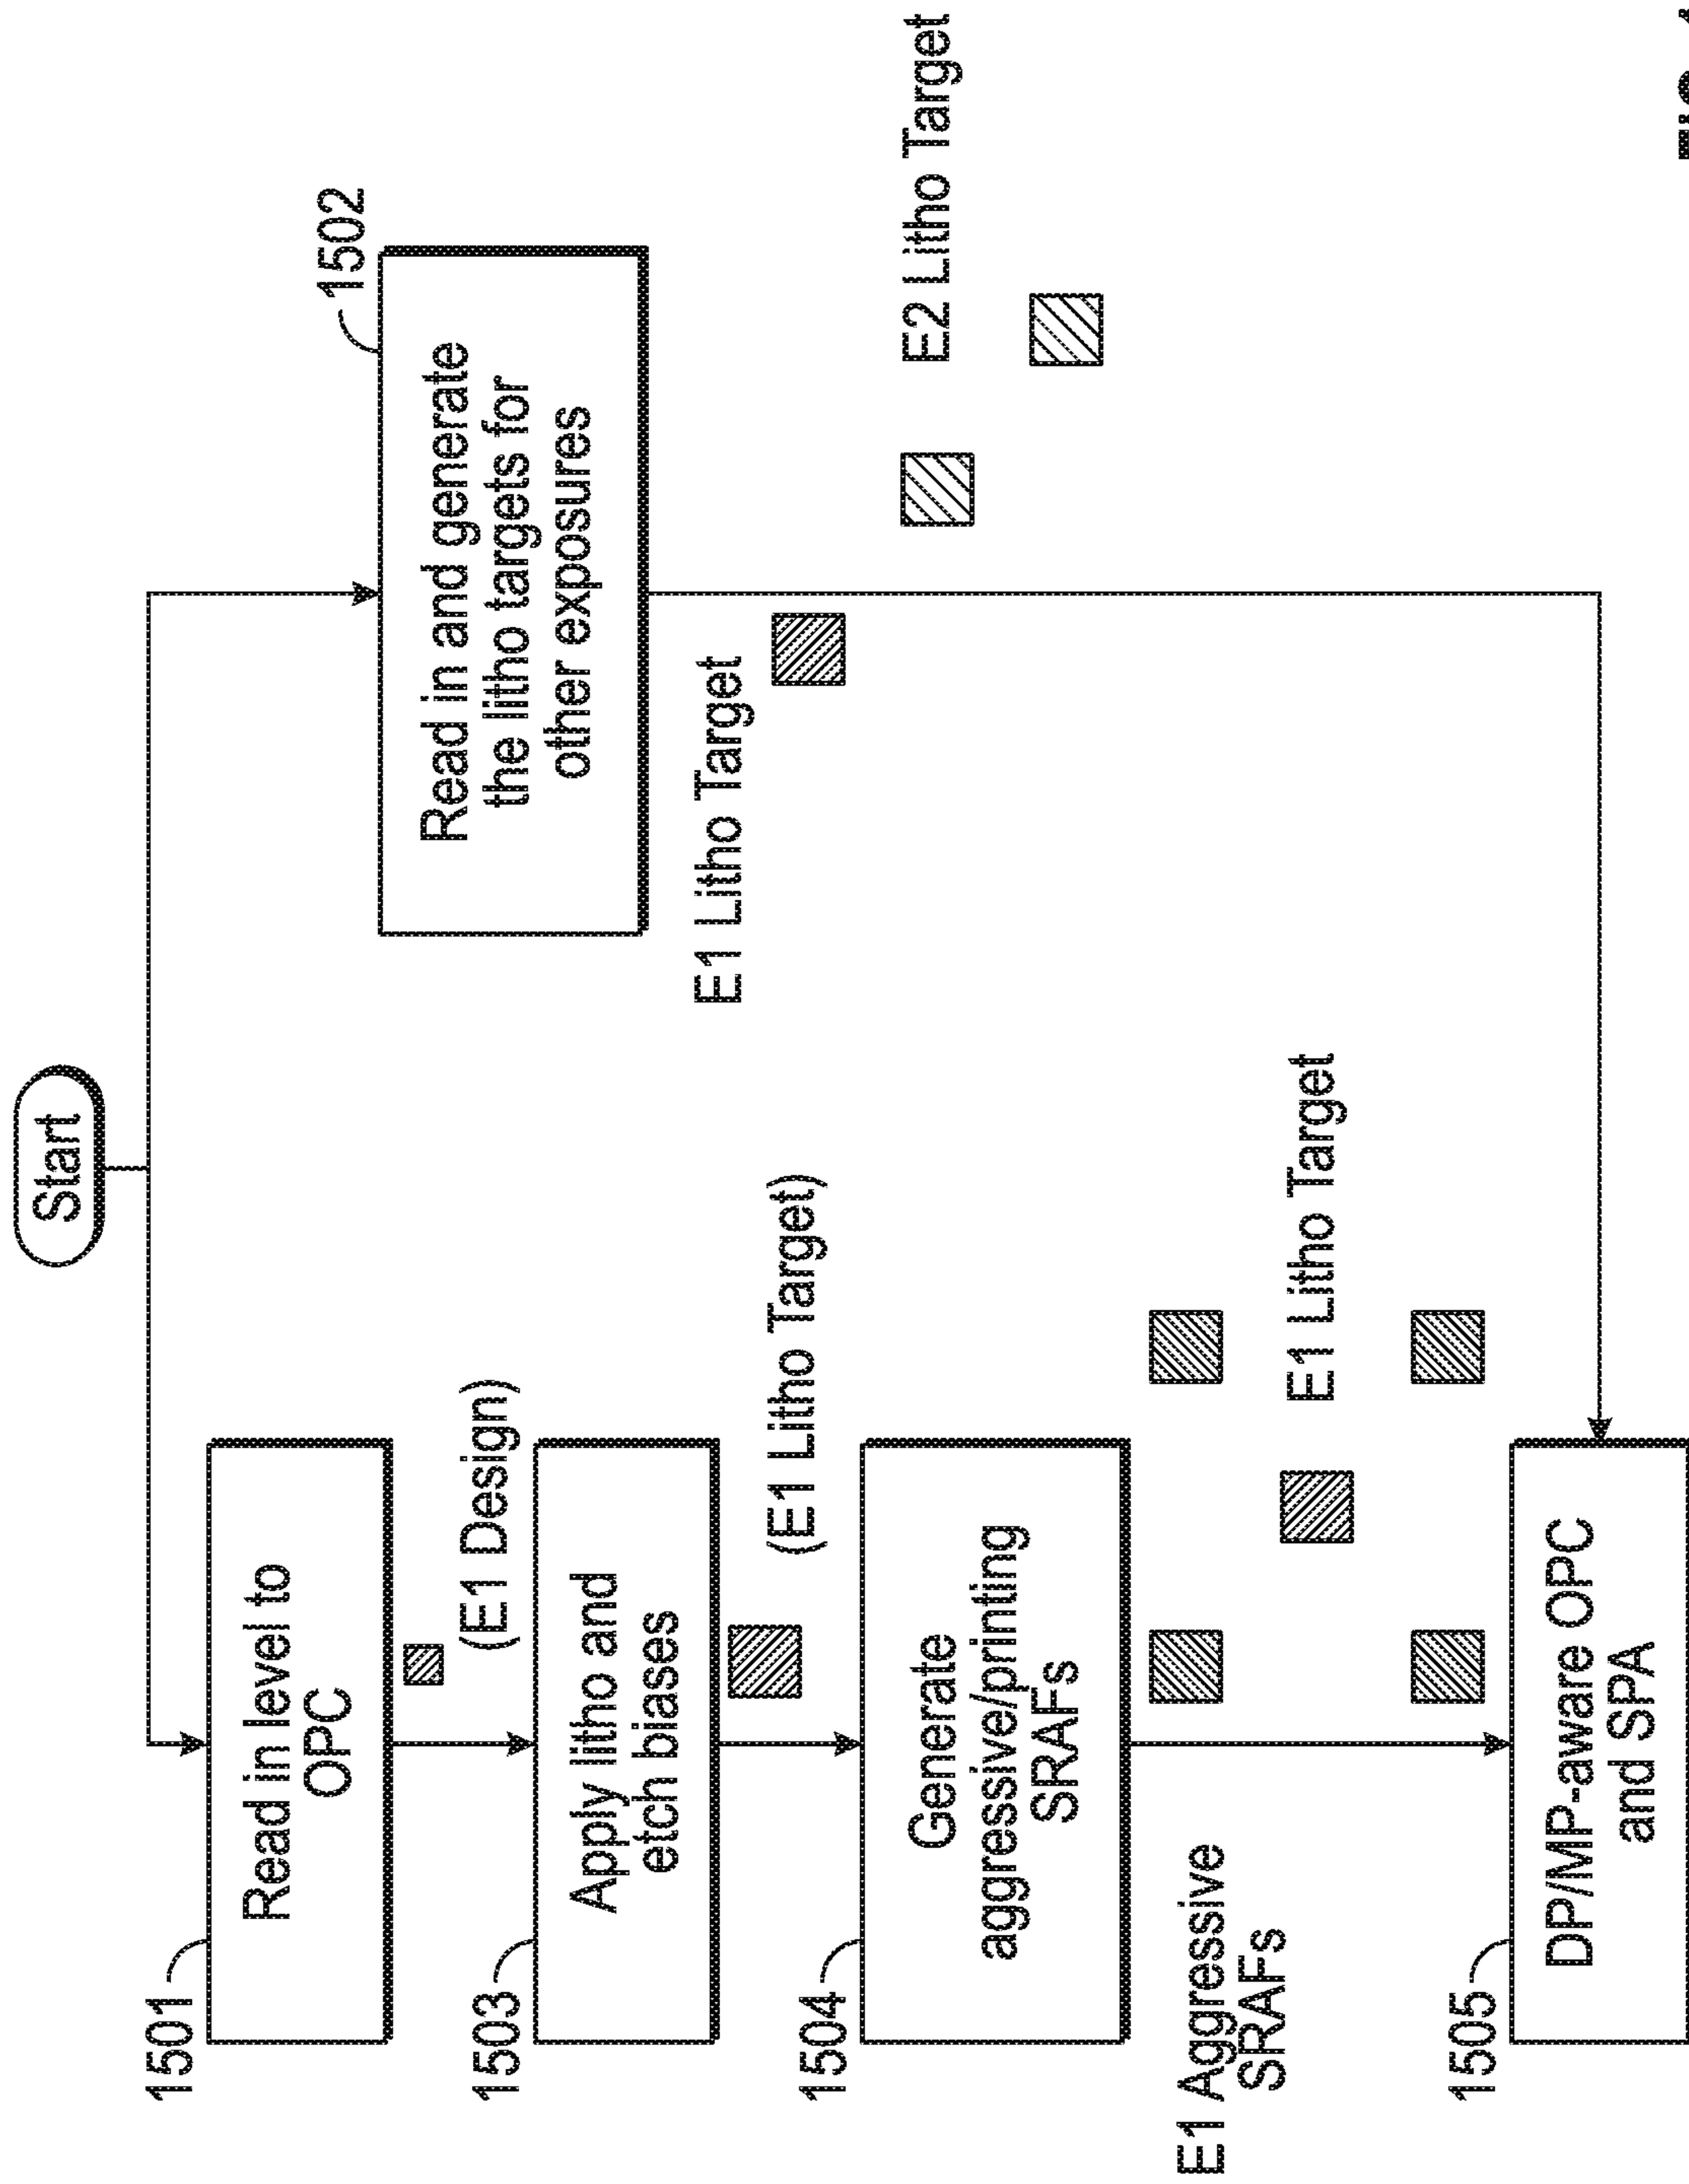 Start
1501
Read in level to
OPC
1502
Read in and generate
the litho targets for
other exposures
(E1 Design)
1503
Apply litho and
etch biases
(E1 Litho Target)
E1 Litho Target
E2 Litho Target
1504
Generate
aggressive/printing
SRAFs
E1 Aggressive
SRAFs
E1 Litho Target
1505
DP/MP-aware OPC
and SPA